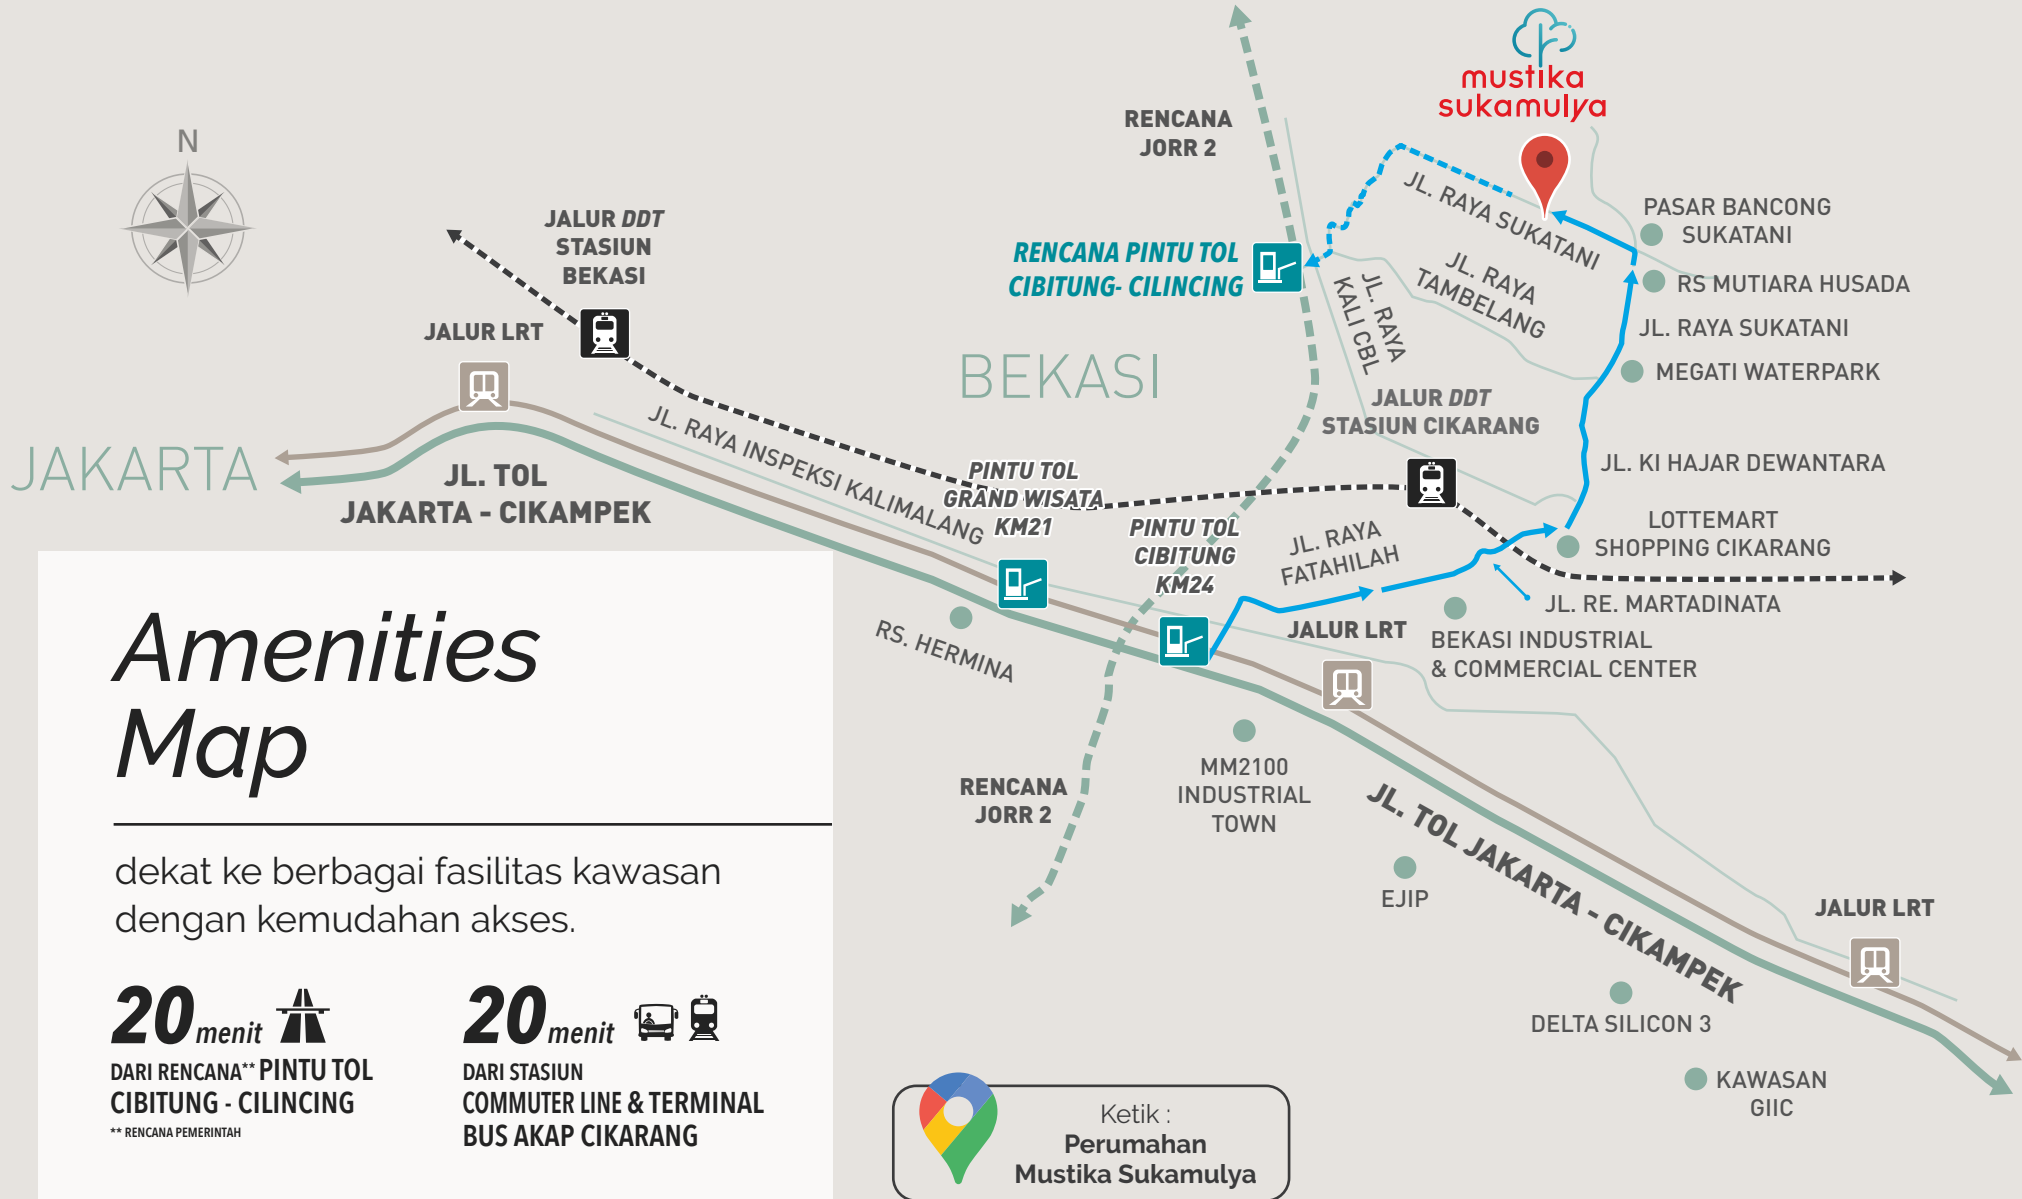 mustika
sukamulya
RENCANA
JORR 2
N
JALUR DDT
STASIUN
BEKASI
JALUR LRT
JAKARTA
JL. TOL
JAKARTA - CIKAMPEK
JL. RAYA INSPEKSI KALIMALANG
BEKASI
RENCANA PINTU TOL
CIBITUNG- CILINCING
JL. RAYA SUKATANI
JL. RAYA
TAMBELANG
JL. RAYA
KALI CBL
PASAR BANCONG
SUKATANI
RS MUTIARA HUSADA
JL. RAYA SUKATANI
MEGATI WATERPARK
JALUR DDT
STASIUN CIKARANG
JL. KI HAJAR DEWANTARA
LOTTEMART
SHOPPING CIKARANG
PINTU TOL
GRAND WISATA
KM21
PINTU TOL
CIBITUNG
KM24
JL. RAYA
FATAHILAH
JL. RE. MARTADINATA
BEKASI INDUSTRIAL
& COMMERCIAL CENTER
JALUR LRT
RS. HERMINA
MM2100
INDUSTRIAL
TOWN
RENCANA
JORR 2
JL. TOL JAKARTA - CIKAMPEK
EJIP
JALUR LRT
DELTA SILICON 3
KAWASAN
GIIC
Amenities
Map
dekat ke berbagai fasilitas kawasan
dengan kemudahan akses.
20 menit
DARI RENCANA** PINTU TOL
CIBITUNG - CILINCING
** RENCANA PEMERINTAH
20 menit
DARI STASIUN
COMMUTER LINE & TERMINAL
BUS AKAP CIKARANG
Ketik :
Perumahan
Mustika Sukamulya